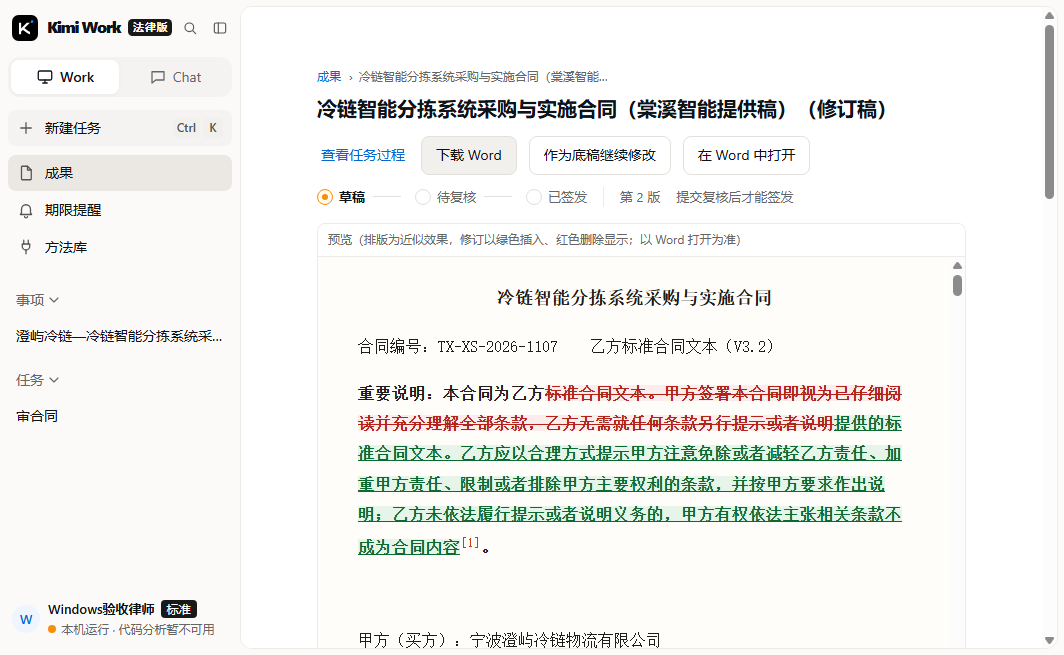 Kimi Work 法律版
Work
Chat
新建任务 Ctrl K
成果
期限提醒
方法库
事项
澄屿冷链—冷链智能分拣系统采...
任务
审合同
W
Windows验收律师 标准
本机运行 · 代码分析暂不可用
成果 › 冷链智能分拣系统采购与实施合同（棠溪智能...
冷链智能分拣系统采购与实施合同（棠溪智能提供稿）（修订稿）
查看任务过程 下载 Word 作为底稿继续修改 在 Word 中打开
草稿 待复核 已签发 第 2 版 提交复核后才能签发
预览（排版为近似效果，修订以绿色插入、红色删除显示；以 Word 打开为准）
冷链智能分拣系统采购与实施合同
合同编号：TX-XS-2026-1107 乙方标准合同文本（V3.2）
重要说明：本合同为乙方标准合同文本。甲方签署本合同即视为已仔细阅
读并充分理解全部条款，乙方无需就任何条款另行提示或者说明提供的标
准合同文本。乙方应以合理方式提示甲方注意免除或者减轻乙方责任、加
重甲方责任、限制或者排除甲方主要权利的条款，并按甲方要求作出说
明；乙方未依法履行提示或者说明义务的，甲方有权依法主张相关条款不
成为合同内容[1]。
甲方（买方）：宁波澄屿冷链物流有限公司